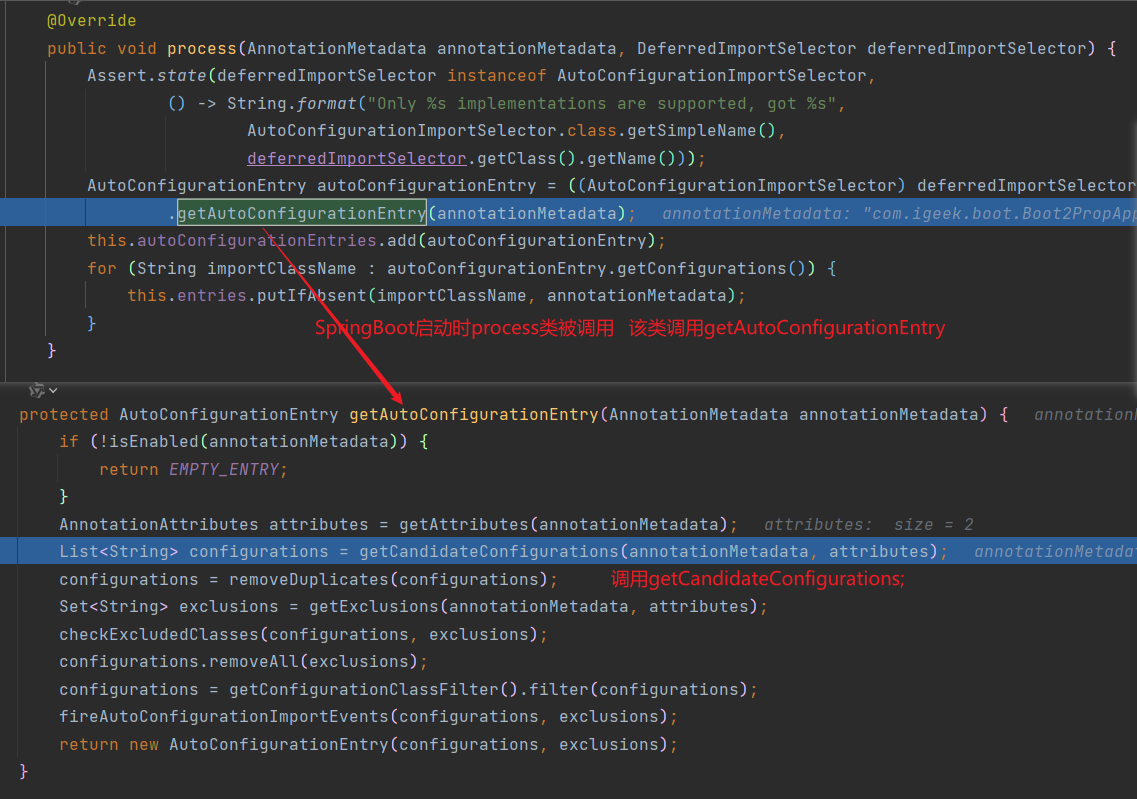 @Override
public void process(AnnotationMetadata annotationMetadata, DeferredImportSelector deferredImportSelector) {
Assert.state(deferredImportSelector instanceof AutoConfigurationImportSelector,
() -> String.format("Only %s implementations are supported, got %s",
AutoConfigurationImportSelector.class.getSimpleName(),
deferredImportSelector.getClass().getName()));
AutoConfigurationEntry autoConfigurationEntry = ((AutoConfigurationImportSelector) deferredImportSelector
.getAutoConfigurationEntry(annotationMetadata); annotationMetadata: "com.igeek.boot.Boot2PropApp
this.autoConfigurationEntries.add(autoConfigurationEntry);
for (String importClassName : autoConfigurationEntry.getConfigurations()) {
this.entries.putIfAbsent(importClassName, annotationMetadata);
}
SpringBoot启动时process类被调用 该类调用getAutoConfigurationEntry
}
protected AutoConfigurationEntry getAutoConfigurationEntry(AnnotationMetadata annotationMetadata) { annotation
if (!isEnabled(annotationMetadata)) {
return EMPTY_ENTRY;
}
AnnotationAttributes attributes = getAttributes(annotationMetadata); attributes: size = 2
List<String> configurations = getCandidateConfigurations(annotationMetadata, attributes); annotationMetadat
configurations = removeDuplicates(configurations); 调用getCandidateConfigurations;
Set<String> exclusions = getExclusions(annotationMetadata, attributes);
checkExcludedClasses(configurations, exclusions);
configurations.removeAll(exclusions);
configurations = getConfigurationClassFilter().filter(configurations);
fireAutoConfigurationImportEvents(configurations, exclusions);
return new AutoConfigurationEntry(configurations, exclusions);
}